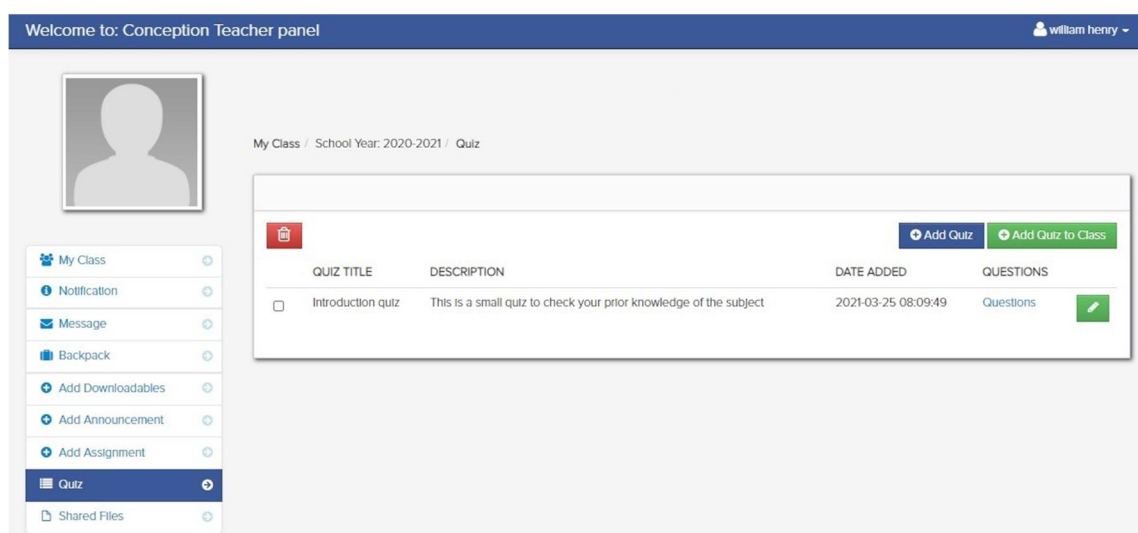 Welcome to: Conception Teacher panel
william henry
My Class / School Year: 2020-2021 / Quiz
Add Quiz
Add Quiz to Class
QUIZ TITLE DESCRIPTION DATE ADDED QUESTIONS
Introduction quiz This is a small quiz to check your prior knowledge of the subject 2021-03-25 08:09:49 Questions
My Class
Notification
Message
Backpack
Add Downloadables
Add Announcement
Add Assignment
Quiz
Shared Files